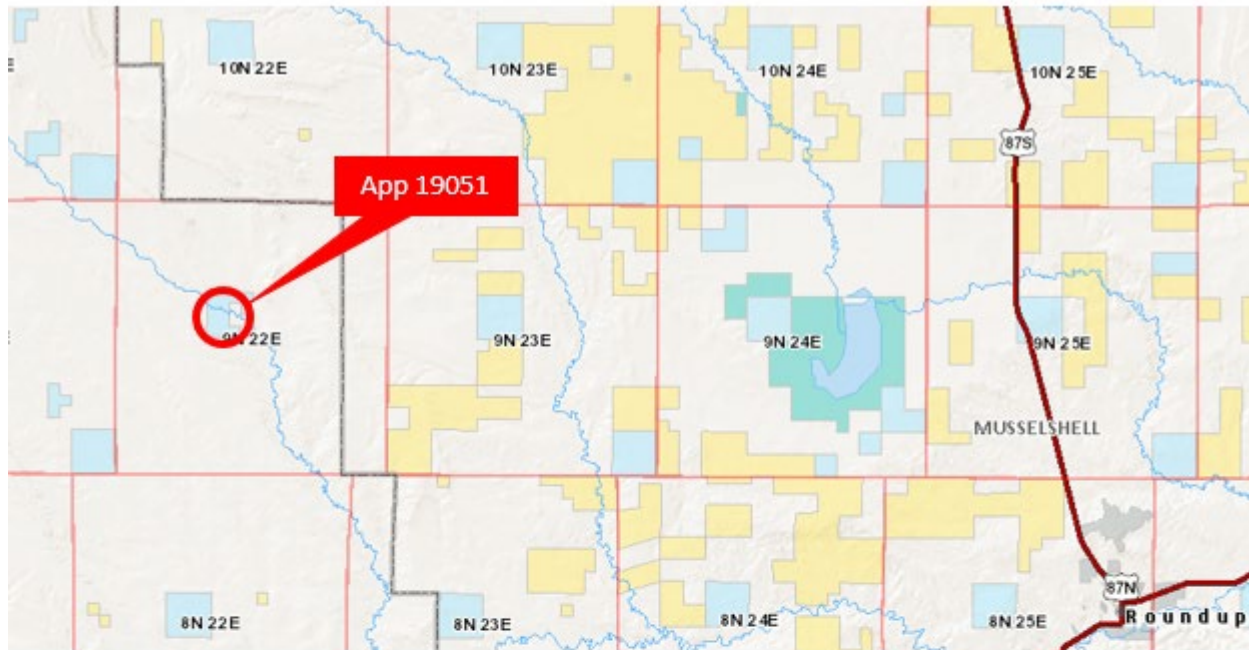 10N 22E
10N 23E
10N 24E
10N 25E
87S
App 19051
9N 22E
9N 23E
9N 24E
9N 25E
MUSSELSHELL
87N
8N 22E
8N 23E
8N 24E
8N 25E
Roundup